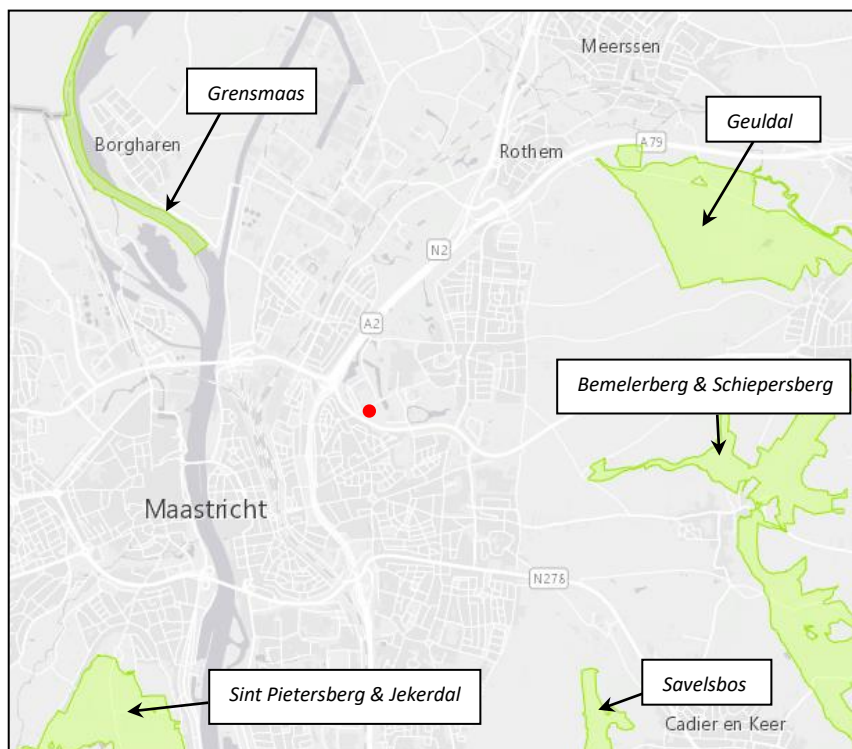 Meerssen
Grensmaas
Geuldal
Borgharen
Rothem
A79
N2
A2
Bemelerberg & Schiepersberg
Maastricht
N278
Sint Pietersberg & Jekerdal
Savelsbos
Cadier en Keer